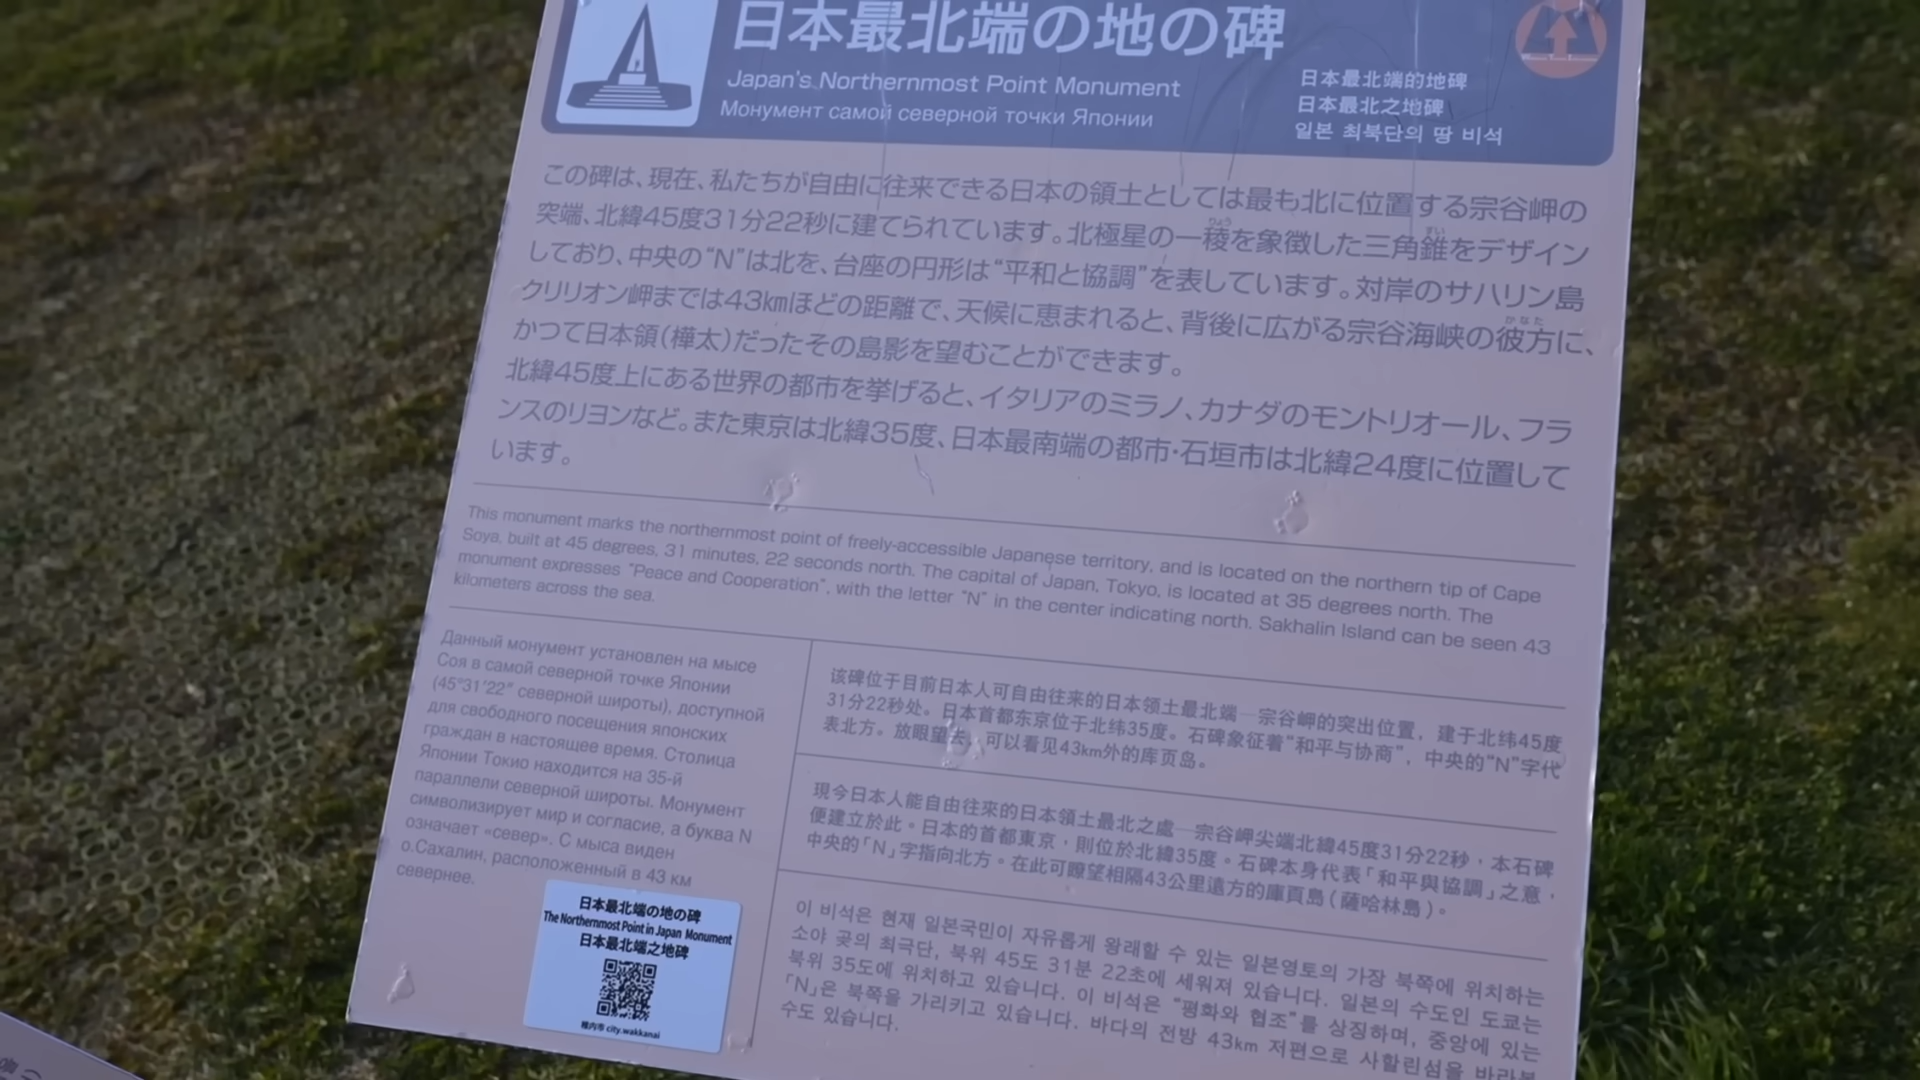 日本最北端の地の碑
Japan's Northernmost Point Monument
Монумент самой северной точки Японии
日本最北端的地碑
日本最北之地碑
일본 최북단의 땅 비석
この碑は、現在、私たちが自由に往来できる日本の領土としては最も北に位置する宗谷岬の
突端、北緯45度31分22秒に建てられています。北極星の一稜を象徴した三角錐をデザイン
しており、中央の“N”は北を、台座の円形は“平和と協調”を表しています。対岸のサハリン島
クリリオン岬までは43kmほどの距離で、天候に恵まれると、背後に広がる宗谷海峡の彼方に、
かつて日本領(樺太)だったその島影を望むことができます。
北緯45度上にある世界の都市を挙げると、イタリアのミラノ、カナダのモントリオール、フラ
ンスのリヨンなど。また東京は北緯35度、日本最南端の都市・石垣市は北緯24度に位置して
います。
This monument marks the northernmost point of freely-accessible Japanese territory, and is located on the northern tip of Cape
Soya, built at 45 degrees, 31 minutes, 22 seconds north. The capital of Japan, Tokyo, is located at 35 degrees north. The
monument expresses “Peace and Cooperation”, with the letter “N” in the center indicating north. Sakhalin Island can be seen 43
kilometers across the sea.
Данный монумент установлен на мысе
Соя в самой северной точке Японии
(45°31'22" северной широты), доступной
для свободного посещения японских
граждан в настоящее время. Столица
Японии Токио находится на 35-й
параллели северной широты. Монумент
символизирует мир и согласие, а буква N
означает «север». С мыса виден
о.Сахалин, расположенный в 43 км
севернее.
该碑位于目前日本人可自由往来的日本领土最北端—宗谷岬的突出位置，建于北纬45度
31分22秒处。日本首都东京位于北纬35度。石碑象征着“和平与协商”，中央的“N”字代
表北方。放眼望去，可以看见43km外的库页岛。
現今日本人能自由往來的日本領土最北之處—宗谷岬尖端北緯45度31分22秒，本石碑
便建立於此。日本的首都東京，則位於北緯35度。石碑本身代表「和平與協調」之意，
中央的「N」字指向北方。在此可瞭望相隔43公里遠方的庫頁島（薩哈林島）。
이 비석은 현재 일본국민이 자유롭게 왕래할 수 있는 일본영토의 가장 북쪽에 위치하는
소야 곶의 최극단, 북위 45도 31분 22초에 세워져 있습니다. 일본의 수도인 도쿄는
북위 35도에 위치하고 있습니다. 이 비석은 “평화와 협조”를 상징하며, 중앙에 있는
「N」은 북쪽을 가리키고 있습니다. 바다의 전방 43km 저편으로 사할린섬을 바라볼
수도 있습니다.
日本最北端の地の碑
The Northernmost Point in Japan Monument
日本最北端之地碑
稚内市 city.wakkanai